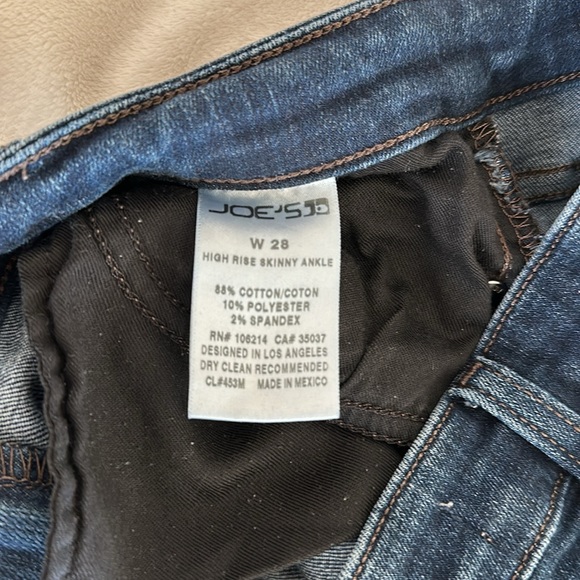 JOE'S
W 28
HIGH RISE SKINNY ANKLE
88% COTTON/COTON
10% POLYESTER
2% SPANDEX
RN# 106214 CA# 35037
DESIGNED IN LOS ANGELES
DRY CLEAN RECOMMENDED
CL#453M MADE IN MEXICO